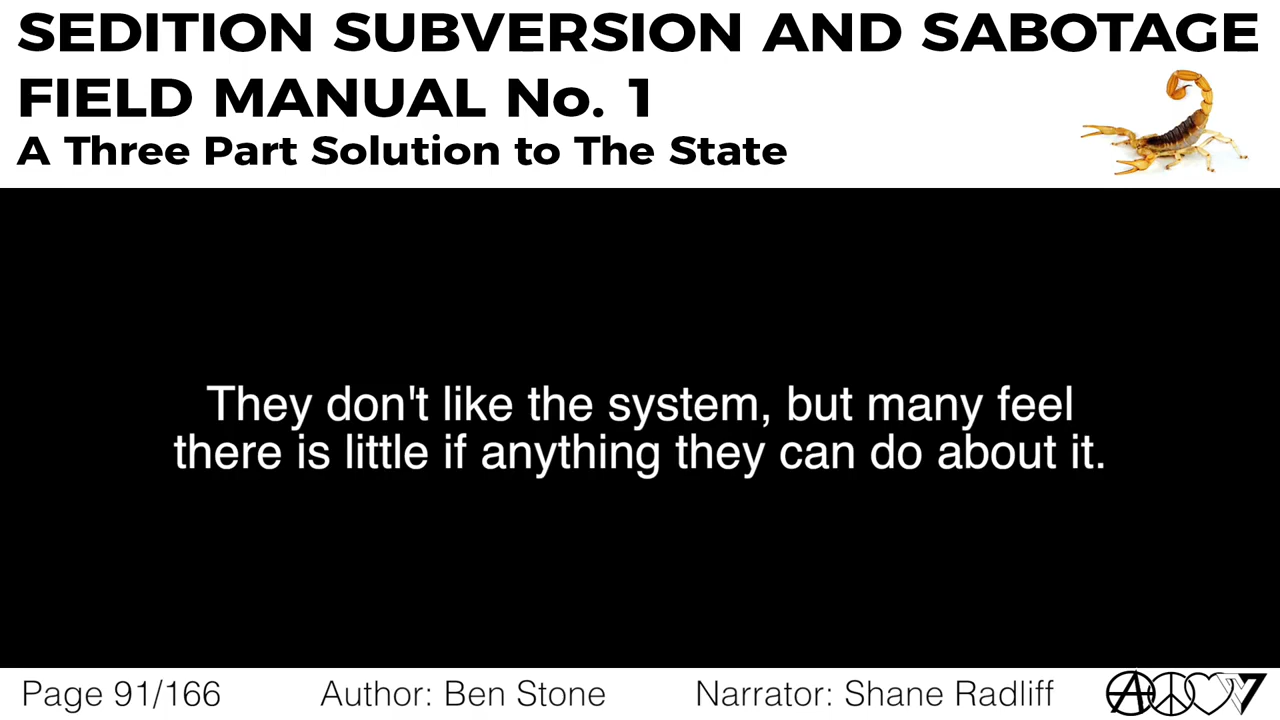 SEDITION SUBVERSION AND SABOTAGE
FIELD MANUAL No. 1
A Three Part Solution to The State
They don't like the system, but many feel
there is little if anything they can do about it.
Page 91/166
Author: Ben Stone
Narrator: Shane Radliff